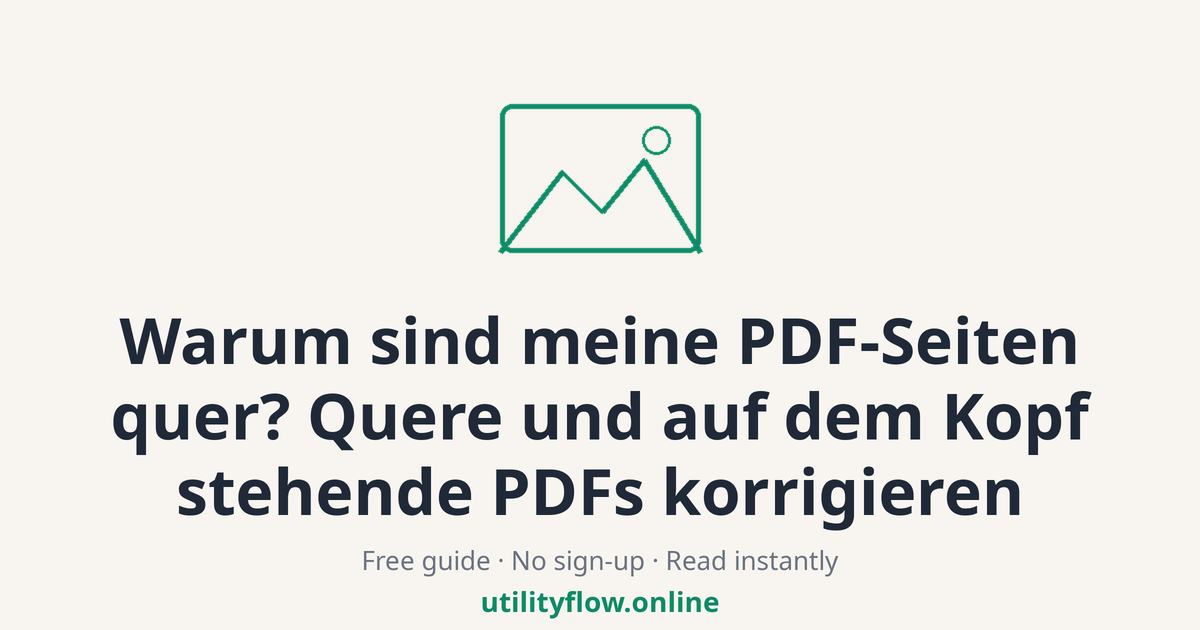 Warum sind meine PDF-Seiten
quer? Quere und auf dem Kopf
stehende PDFs korrigieren
Free guide · No sign-up · Read instantly
utilityflow.online